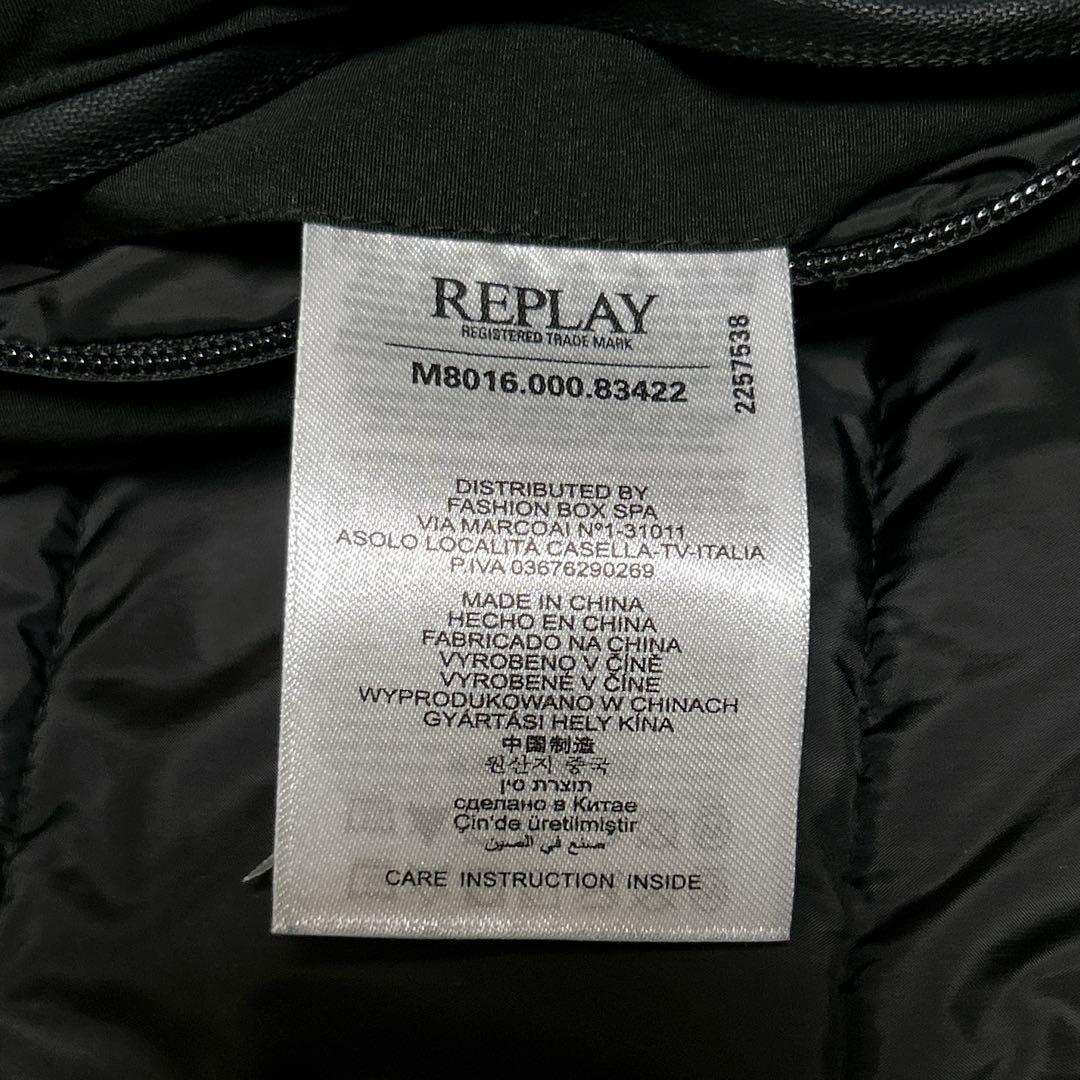 REPLAY
REGISTERED TRADE MARK
M8016.000.83422
2257538
DISTRIBUTED BY
FASHION BOX SPA
VIA MARCOAI N°1-31011
ASOLO LOCALITÀ CASELLA-TV-ITALIA
P.IVA 03676290269
MADE IN CHINA
HECHO EN CHINA
FABRICADO NA CHINA
VYROBENO V ČÍNĚ
VYROBENÉ V ČÍNE
WYPRODUKOWANO W CHINACH
GYÁRTÁSI HELY KÍNA
中国制造
원산지 중국
תוצרת סין
сделано в Китае
Çin'de üretilmiştir
صنع في الصين
CARE INSTRUCTION INSIDE